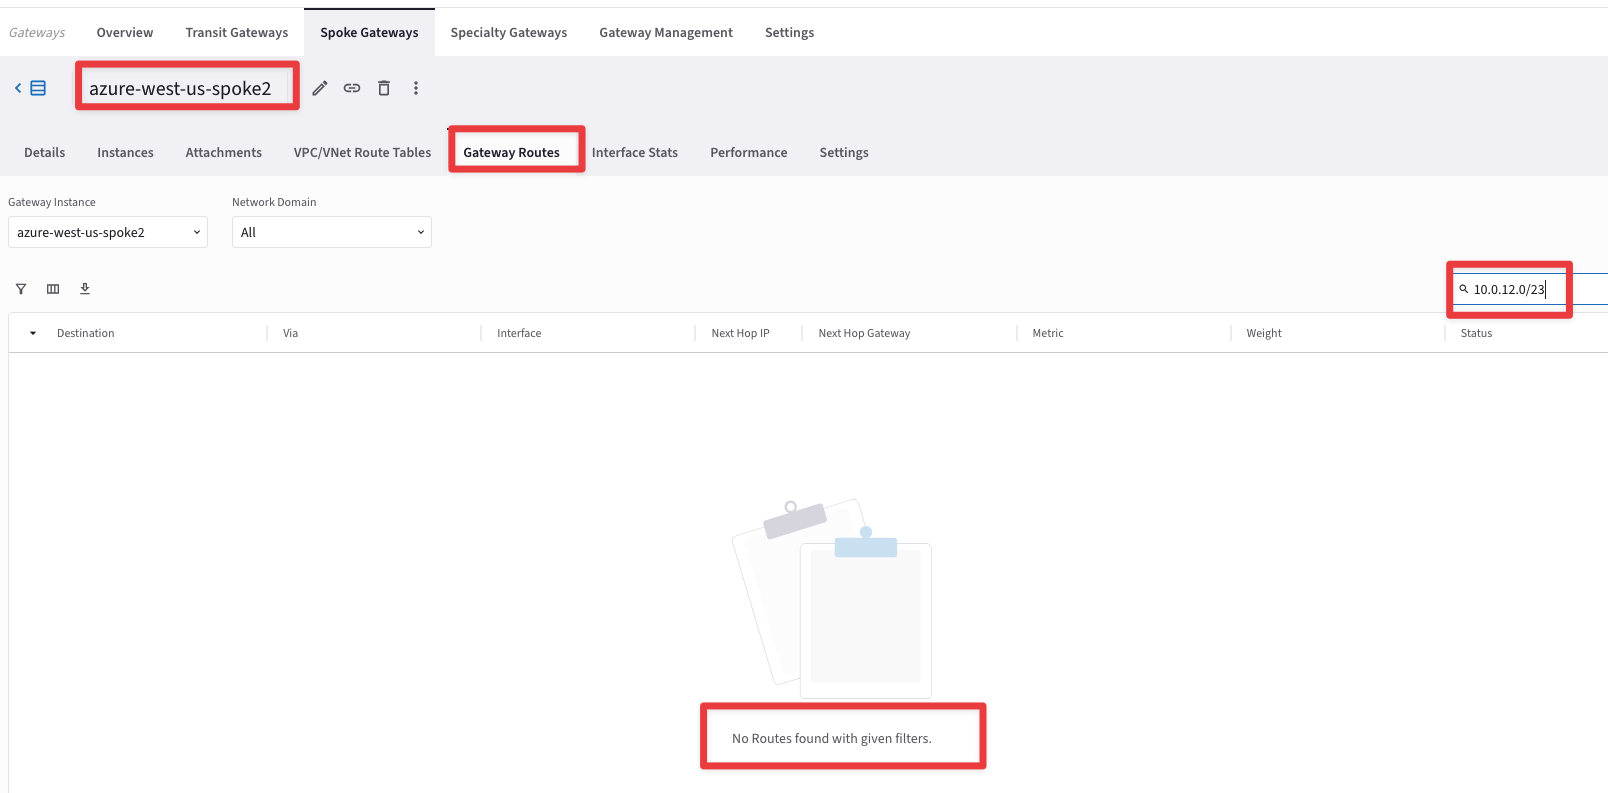 Gateways Overview Transit Gateways Spoke Gateways Specialty Gateways Gateway Management Settings
azure-west-us-spoke2
Details Instances Attachments VPC/VNet Route Tables Gateway Routes Interface Stats Performance Settings
Gateway Instance Network Domain
azure-west-us-spoke2 All
10.0.12.0/23
Destination Via Interface Next Hop IP Next Hop Gateway Metric Weight Status
No Routes found with given filters.